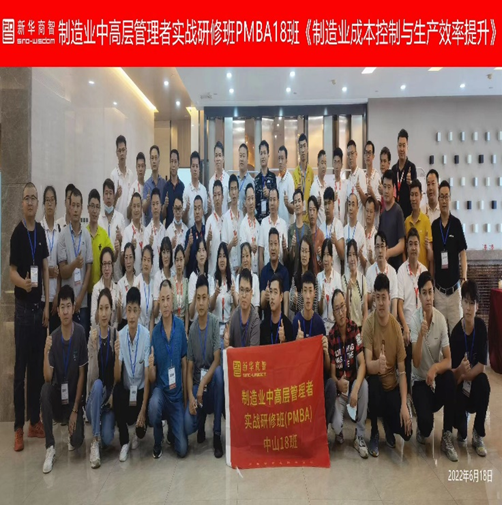 新华商智
SINO-WISDOM
制造业中高层管理者实战研修班PMBA18班《制造业成本控制与生产效率提升》
新华商智
SINO-WISDOM
制造业中高层管理者
实战研修班(PMBA)
中山18班
2022年6月18日